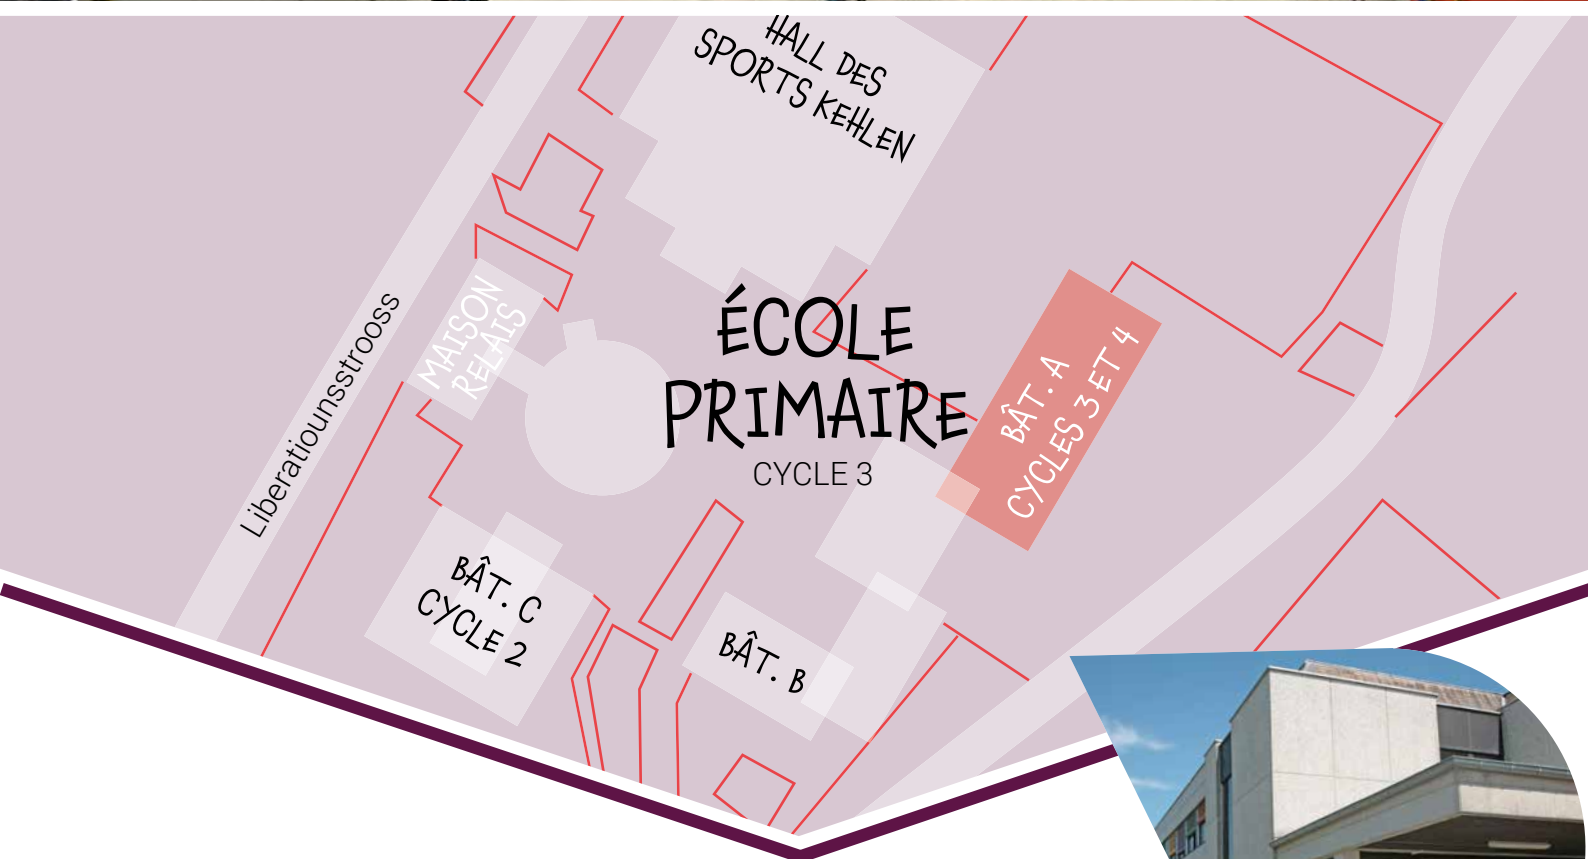 HALL DES
SPORTS KEHLEN
MAISON
RELAIS
Liberatiounsstrooss
ÉCOLE
PRIMAIRE
CYCLE 3
BÂT. A
CYCLES 3 ET 4
BÂT. C
CYCLE 2
BÂT. B